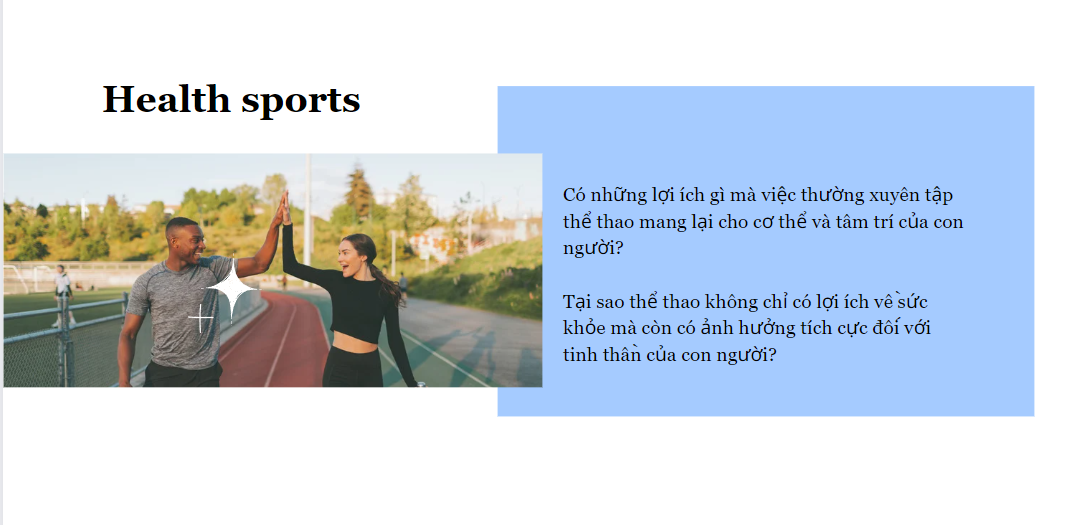 Health sports
Có những lợi ích gì mà việc thường xuyên tập
thể thao mang lại cho cơ thể và tâm trí của con
người?
Tại sao thể thao không chỉ có lợi ích về sức
khỏe mà còn có ảnh hưởng tích cực đối với
tinh thần của con người?